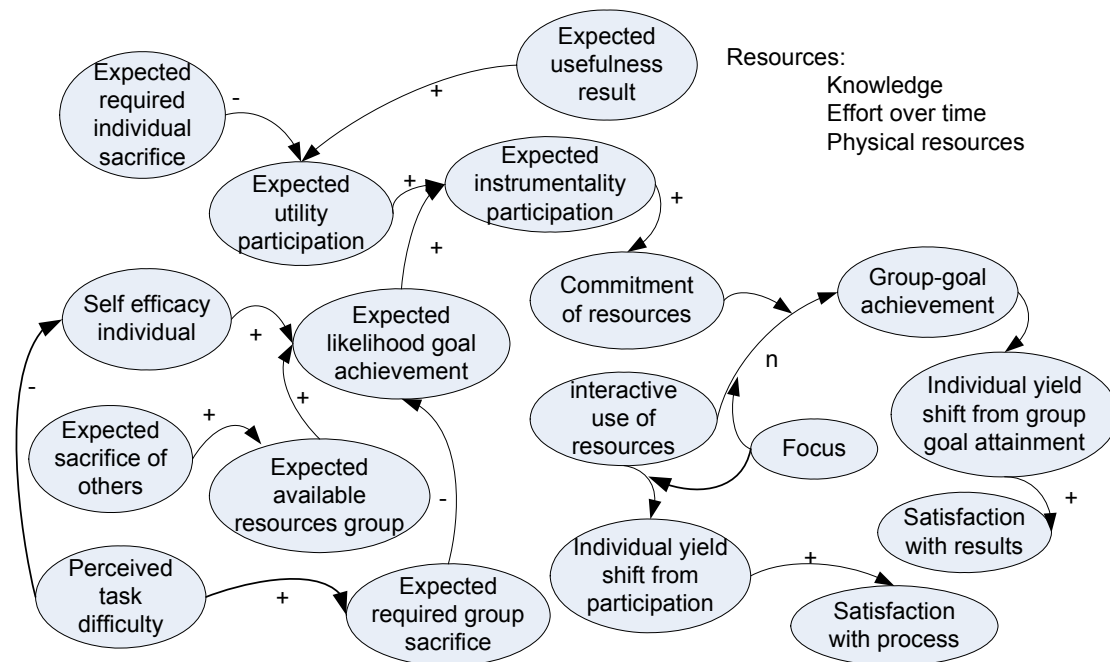 Expected
required
individual
sacrifice
-
+
Expected
usefulness
result
Resources:
Knowledge
Effort over time
Physical resources
Expected
utility
participation
+
Expected
instrumentality
participation
+
+
Self efficacy
individual
+
Expected
likelihood goal
achievement
Commitment
of resources
Group-goal
achievement
n
-
+
Expected
sacrifice of
others
+
Expected
available
resources group
-
interactive
use of
resources
Focus
Individual yield
shift from group
goal attainment
+
Satisfaction
with results
Perceived
task
difficulty
+
Expected
required group
sacrifice
Individual yield
shift from
participation
+
Satisfaction
with process